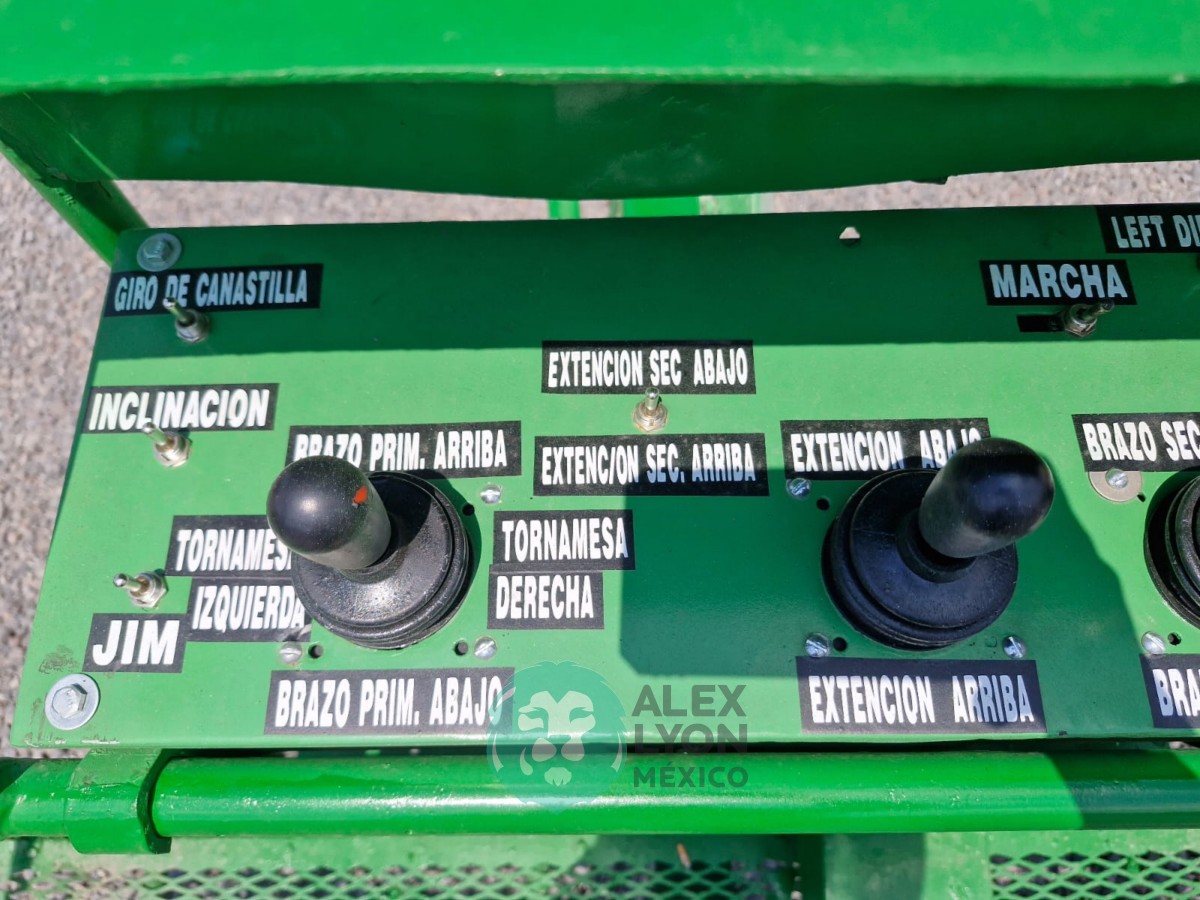 LEFT
GIRO DE CANASTILLA
MARCHA
EXTENCION SEC ABAJO
INCLINACION
BRAZO PRIM. ARRIBA
EXTENCION SEC. ARRIBA
EXTENCION ABAJO
BRAZO SEC
TORNAMESA
IZQUIERDA
TORNAMESA
DERECHA
JIM
BRAZO PRIM. ABAJO
EXTENCION ARRIBA
ALEX
LYON
MÉXICO